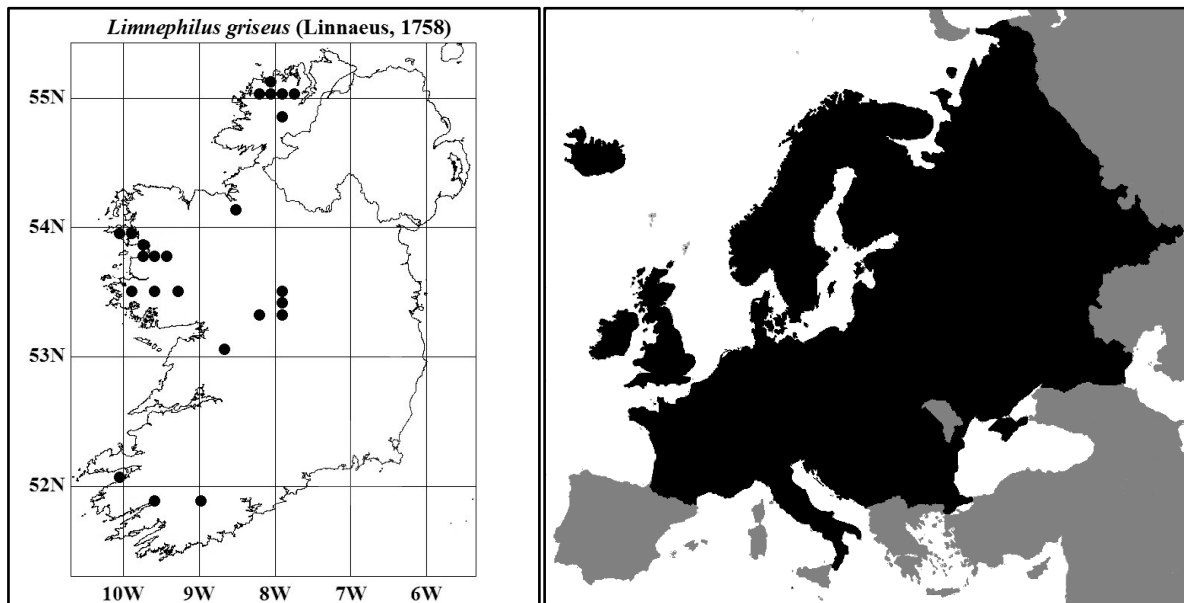 Limnephilus griseus (Linnaeus, 1758)
55N
54N
53N
52N
10W 9W 8W 7W 6W